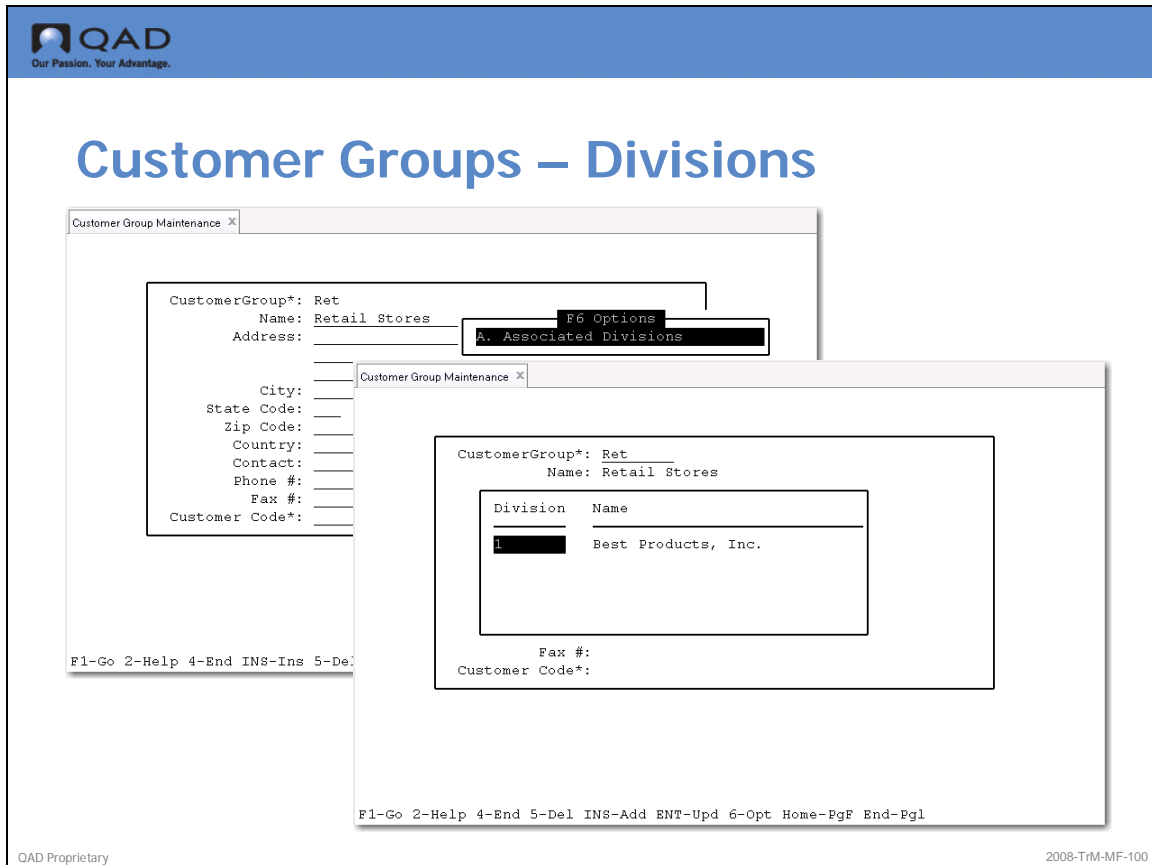 QAD
Our Passion. Your Advantage.
Customer Groups – Divisions
Customer Group Maintenance X
CustomerGroup*: Ret
Name: Retail Stores
F6 Options
Address:
A. Associated Divisions
City:
State Code:
Zip Code:
Country:
Contact:
Phone #:
Fax #:
Customer Code*:
F1-Go 2-Help 4-End INS-Ins 5-Del
Customer Group Maintenance X
CustomerGroup*: Ret
Name: Retail Stores
Division Name
1 Best Products, Inc.
Fax #:
Customer Code*:
F1-Go 2-Help 4-End 5-Del INS-Add ENT-Upd 6-Opt Home-PgF End-Pgl
QAD Proprietary
2008-TrM-MF-100